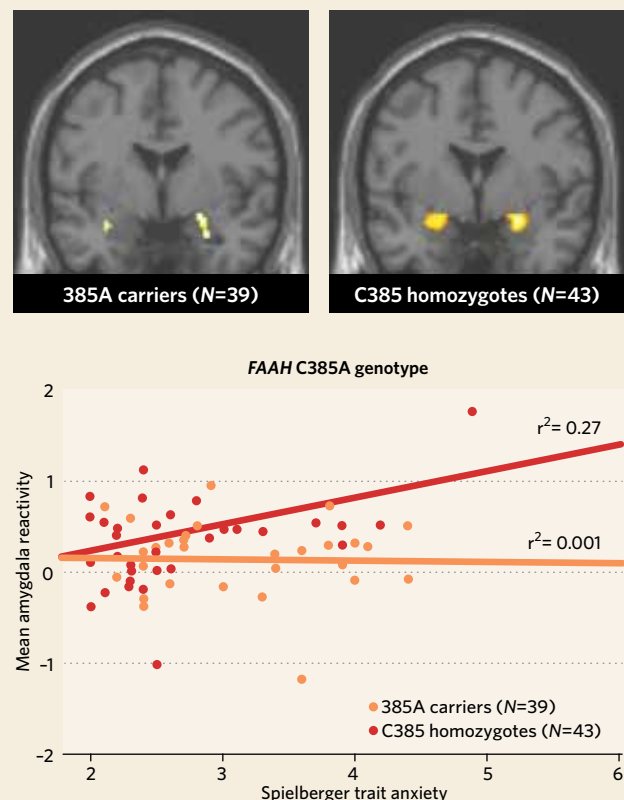 385A carriers (N=39)
C385 homozygotes (N=43)
FAAH C385A genotype
2
1
0
–1
–2
Mean amygdala reactivity
r²= 0.27
r²= 0.001
385A carriers (N=39)
C385 homozygotes (N=43)
2 3 4 5 6
Spielberger trait anxiety